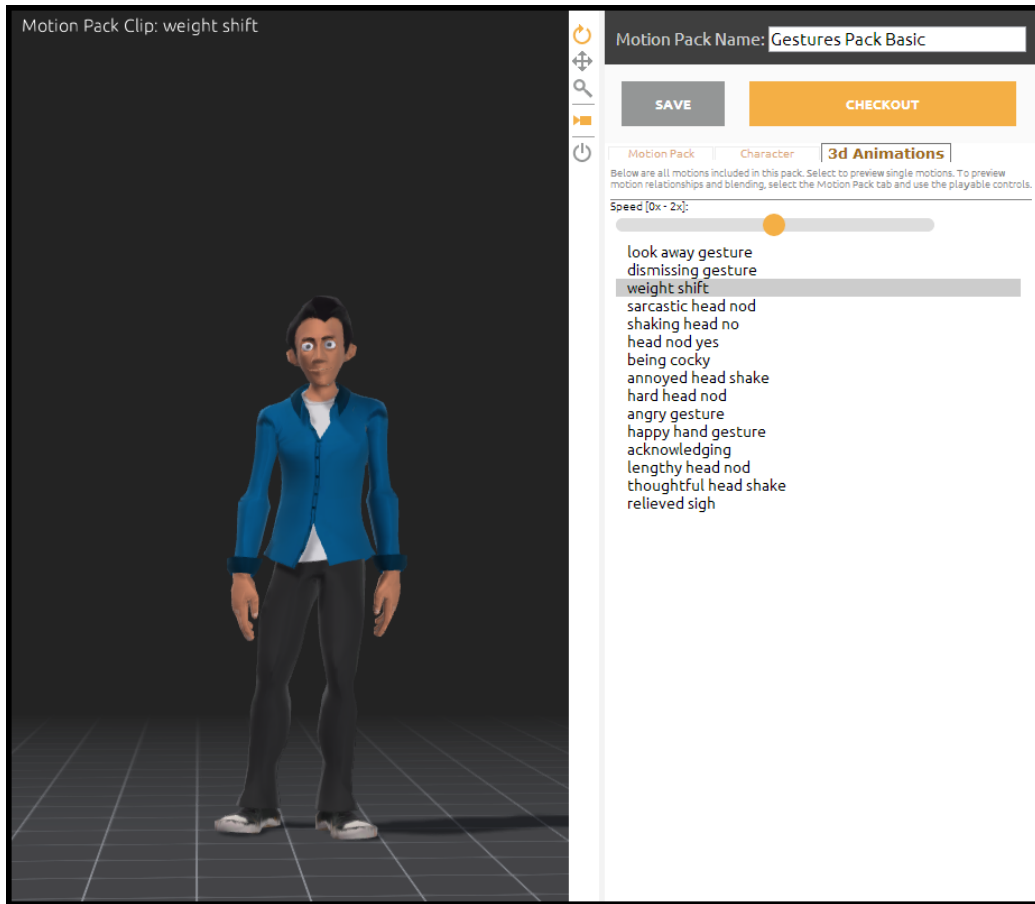 Motion Pack Clip: weight shift
Motion Pack Name: Gestures Pack Basic
SAVE
CHECKOUT
Motion Pack
Character
3d Animations
Below are all motions included in this pack. Select to preview single motions. To preview
motion relationships and blending, select the Motion Pack tab and use the playable controls.
Speed [0x - 2x]:
look away gesture
dismissing gesture
weight shift
sarcastic head nod
shaking head no
head nod yes
being cocky
annoyed head shake
hard head nod
angry gesture
happy hand gesture
acknowledging
lengthy head nod
thoughtful head shake
relieved sigh